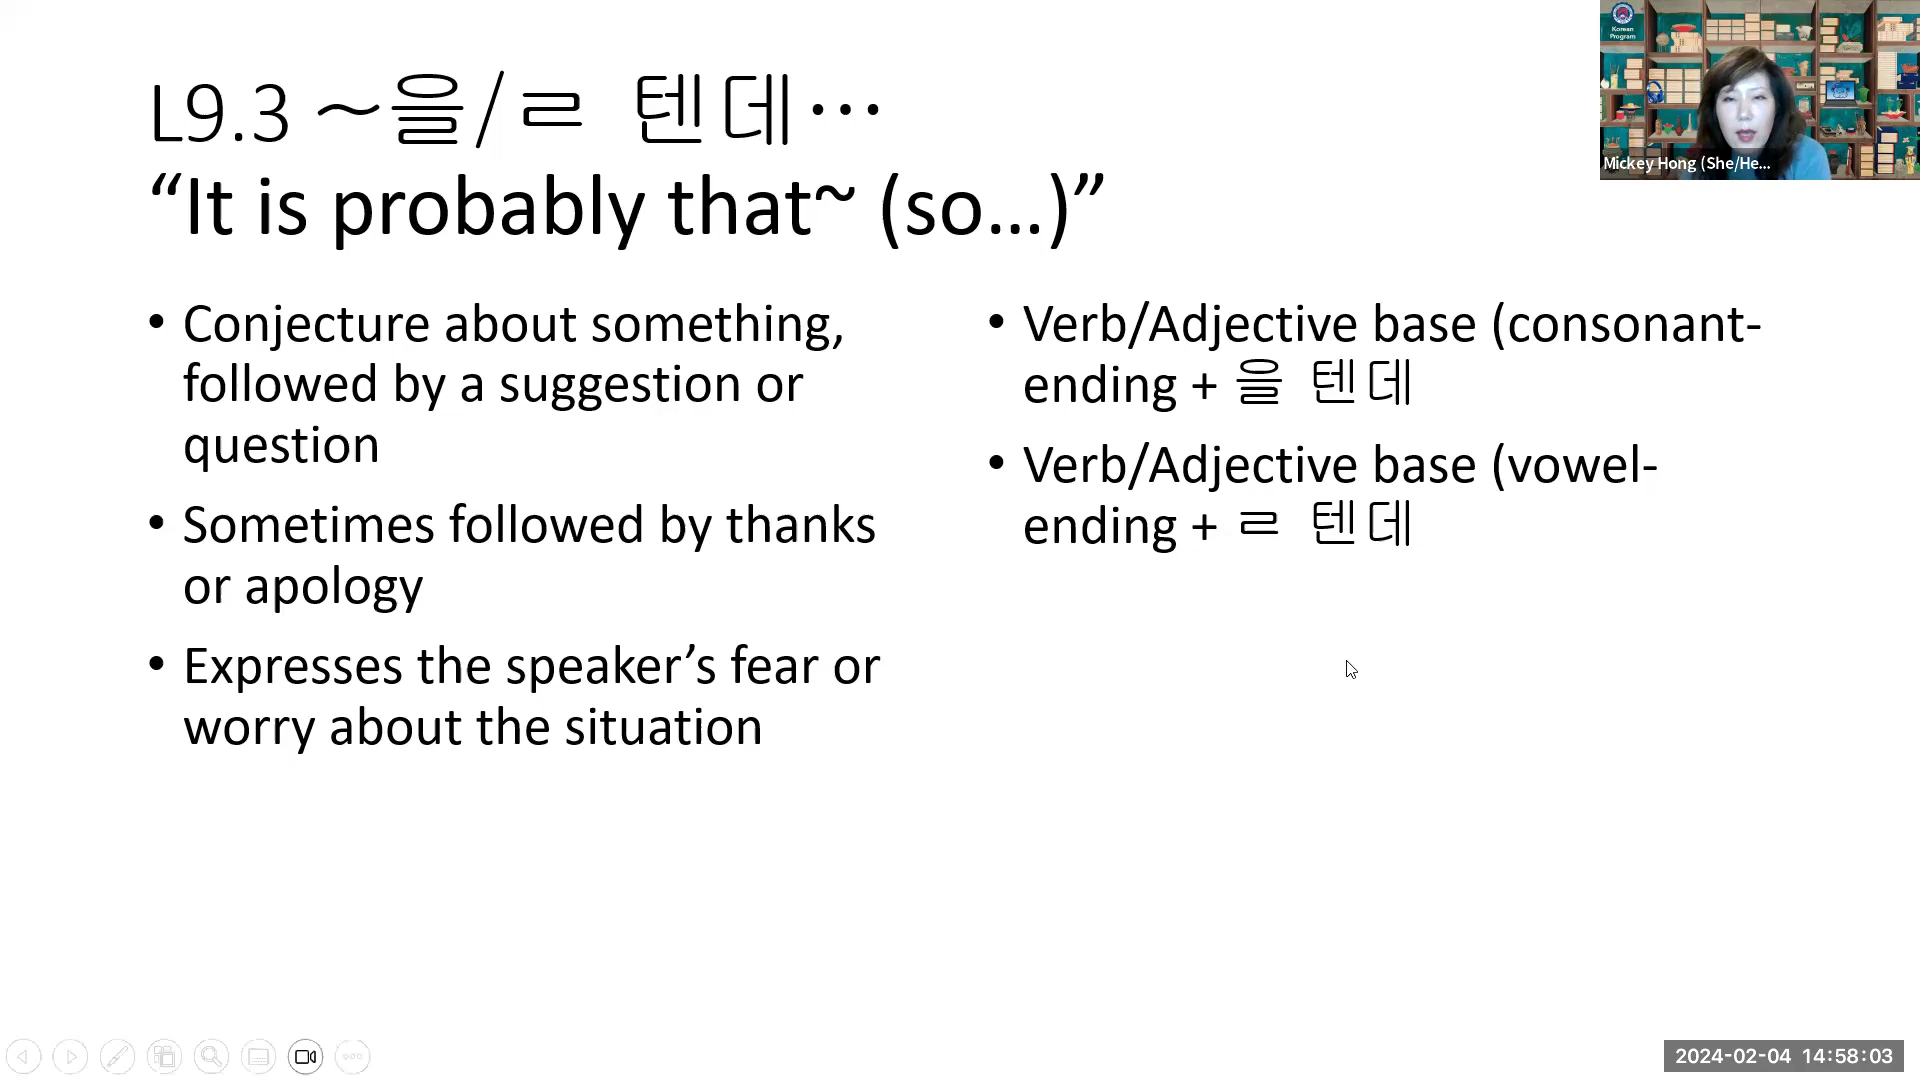 L9.3 ~을/ㄹ 텐데…
“It is probably that~ (so…)”
• Conjecture about something,
followed by a suggestion or
question
• Sometimes followed by thanks
or apology
• Expresses the speaker’s fear or
worry about the situation
• Verb/Adjective base (consonant-
ending + 을 텐데
• Verb/Adjective base (vowel-
ending + ㄹ 텐데
Korean
Program
Mickey Hong (She/He...
2024-02-04 14:58:03